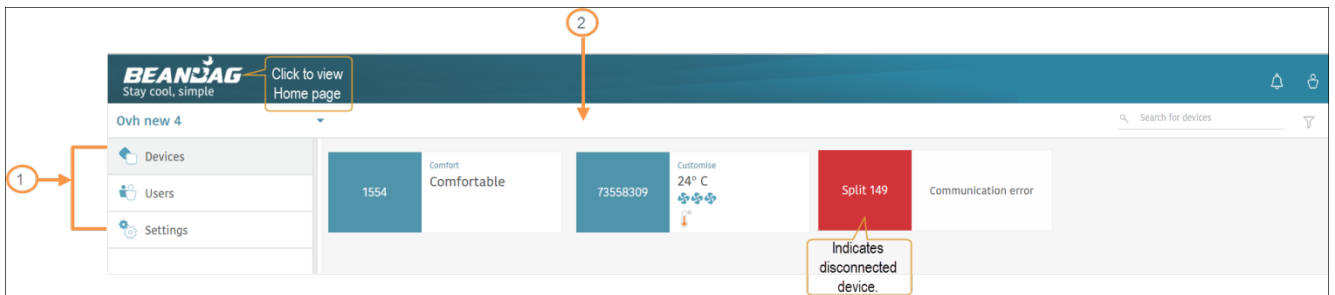 2
BEANBAG
Stay cool, simple
Click to view
Home page
Ovh new 4
Search for devices
1
Devices
Users
Settings
1554
Comfort
Comfortable
73558309
Customise
24° C
Split 149
Communication error
Indicates
disconnected
device.